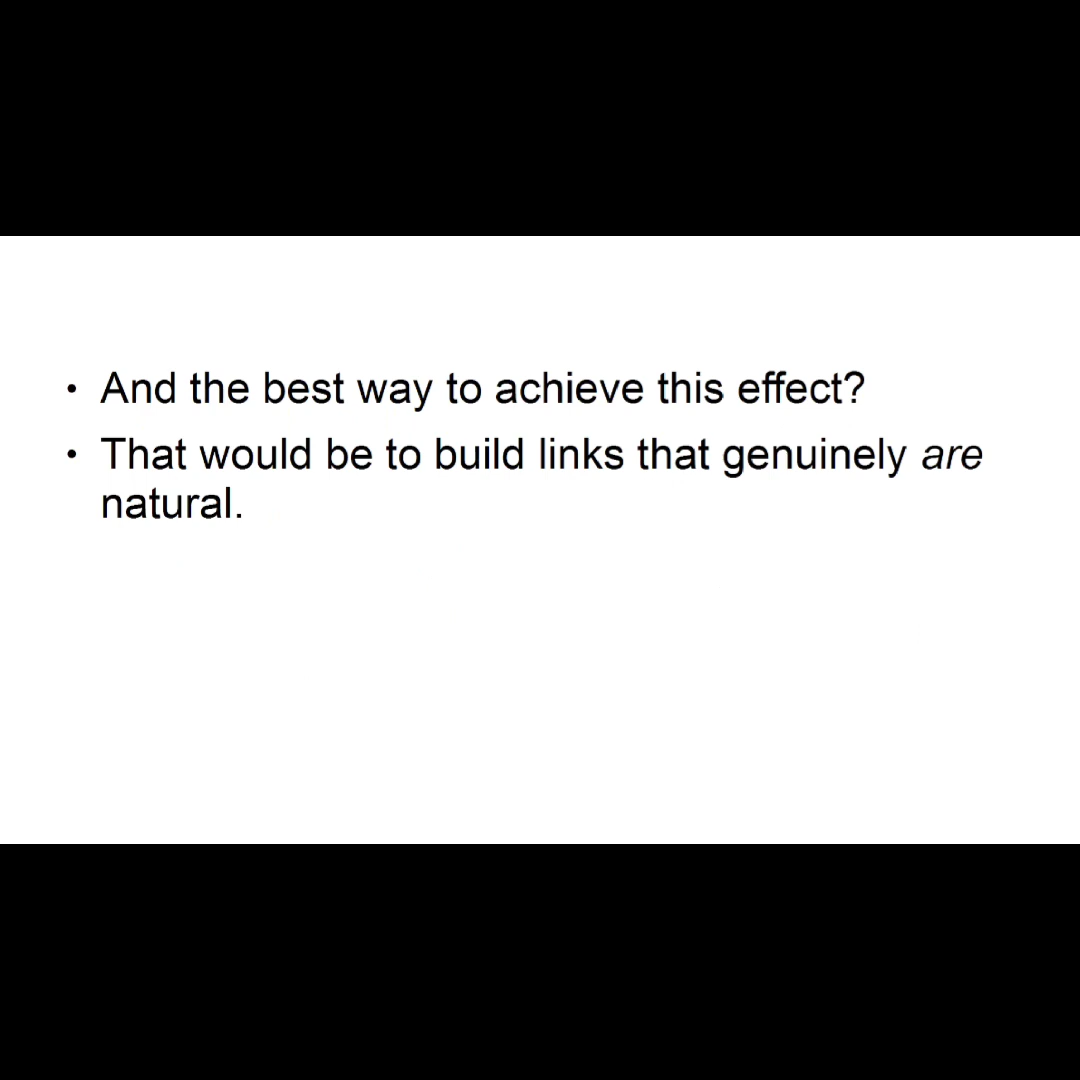 • And the best way to achieve this effect?
• That would be to build links that genuinely are
natural.